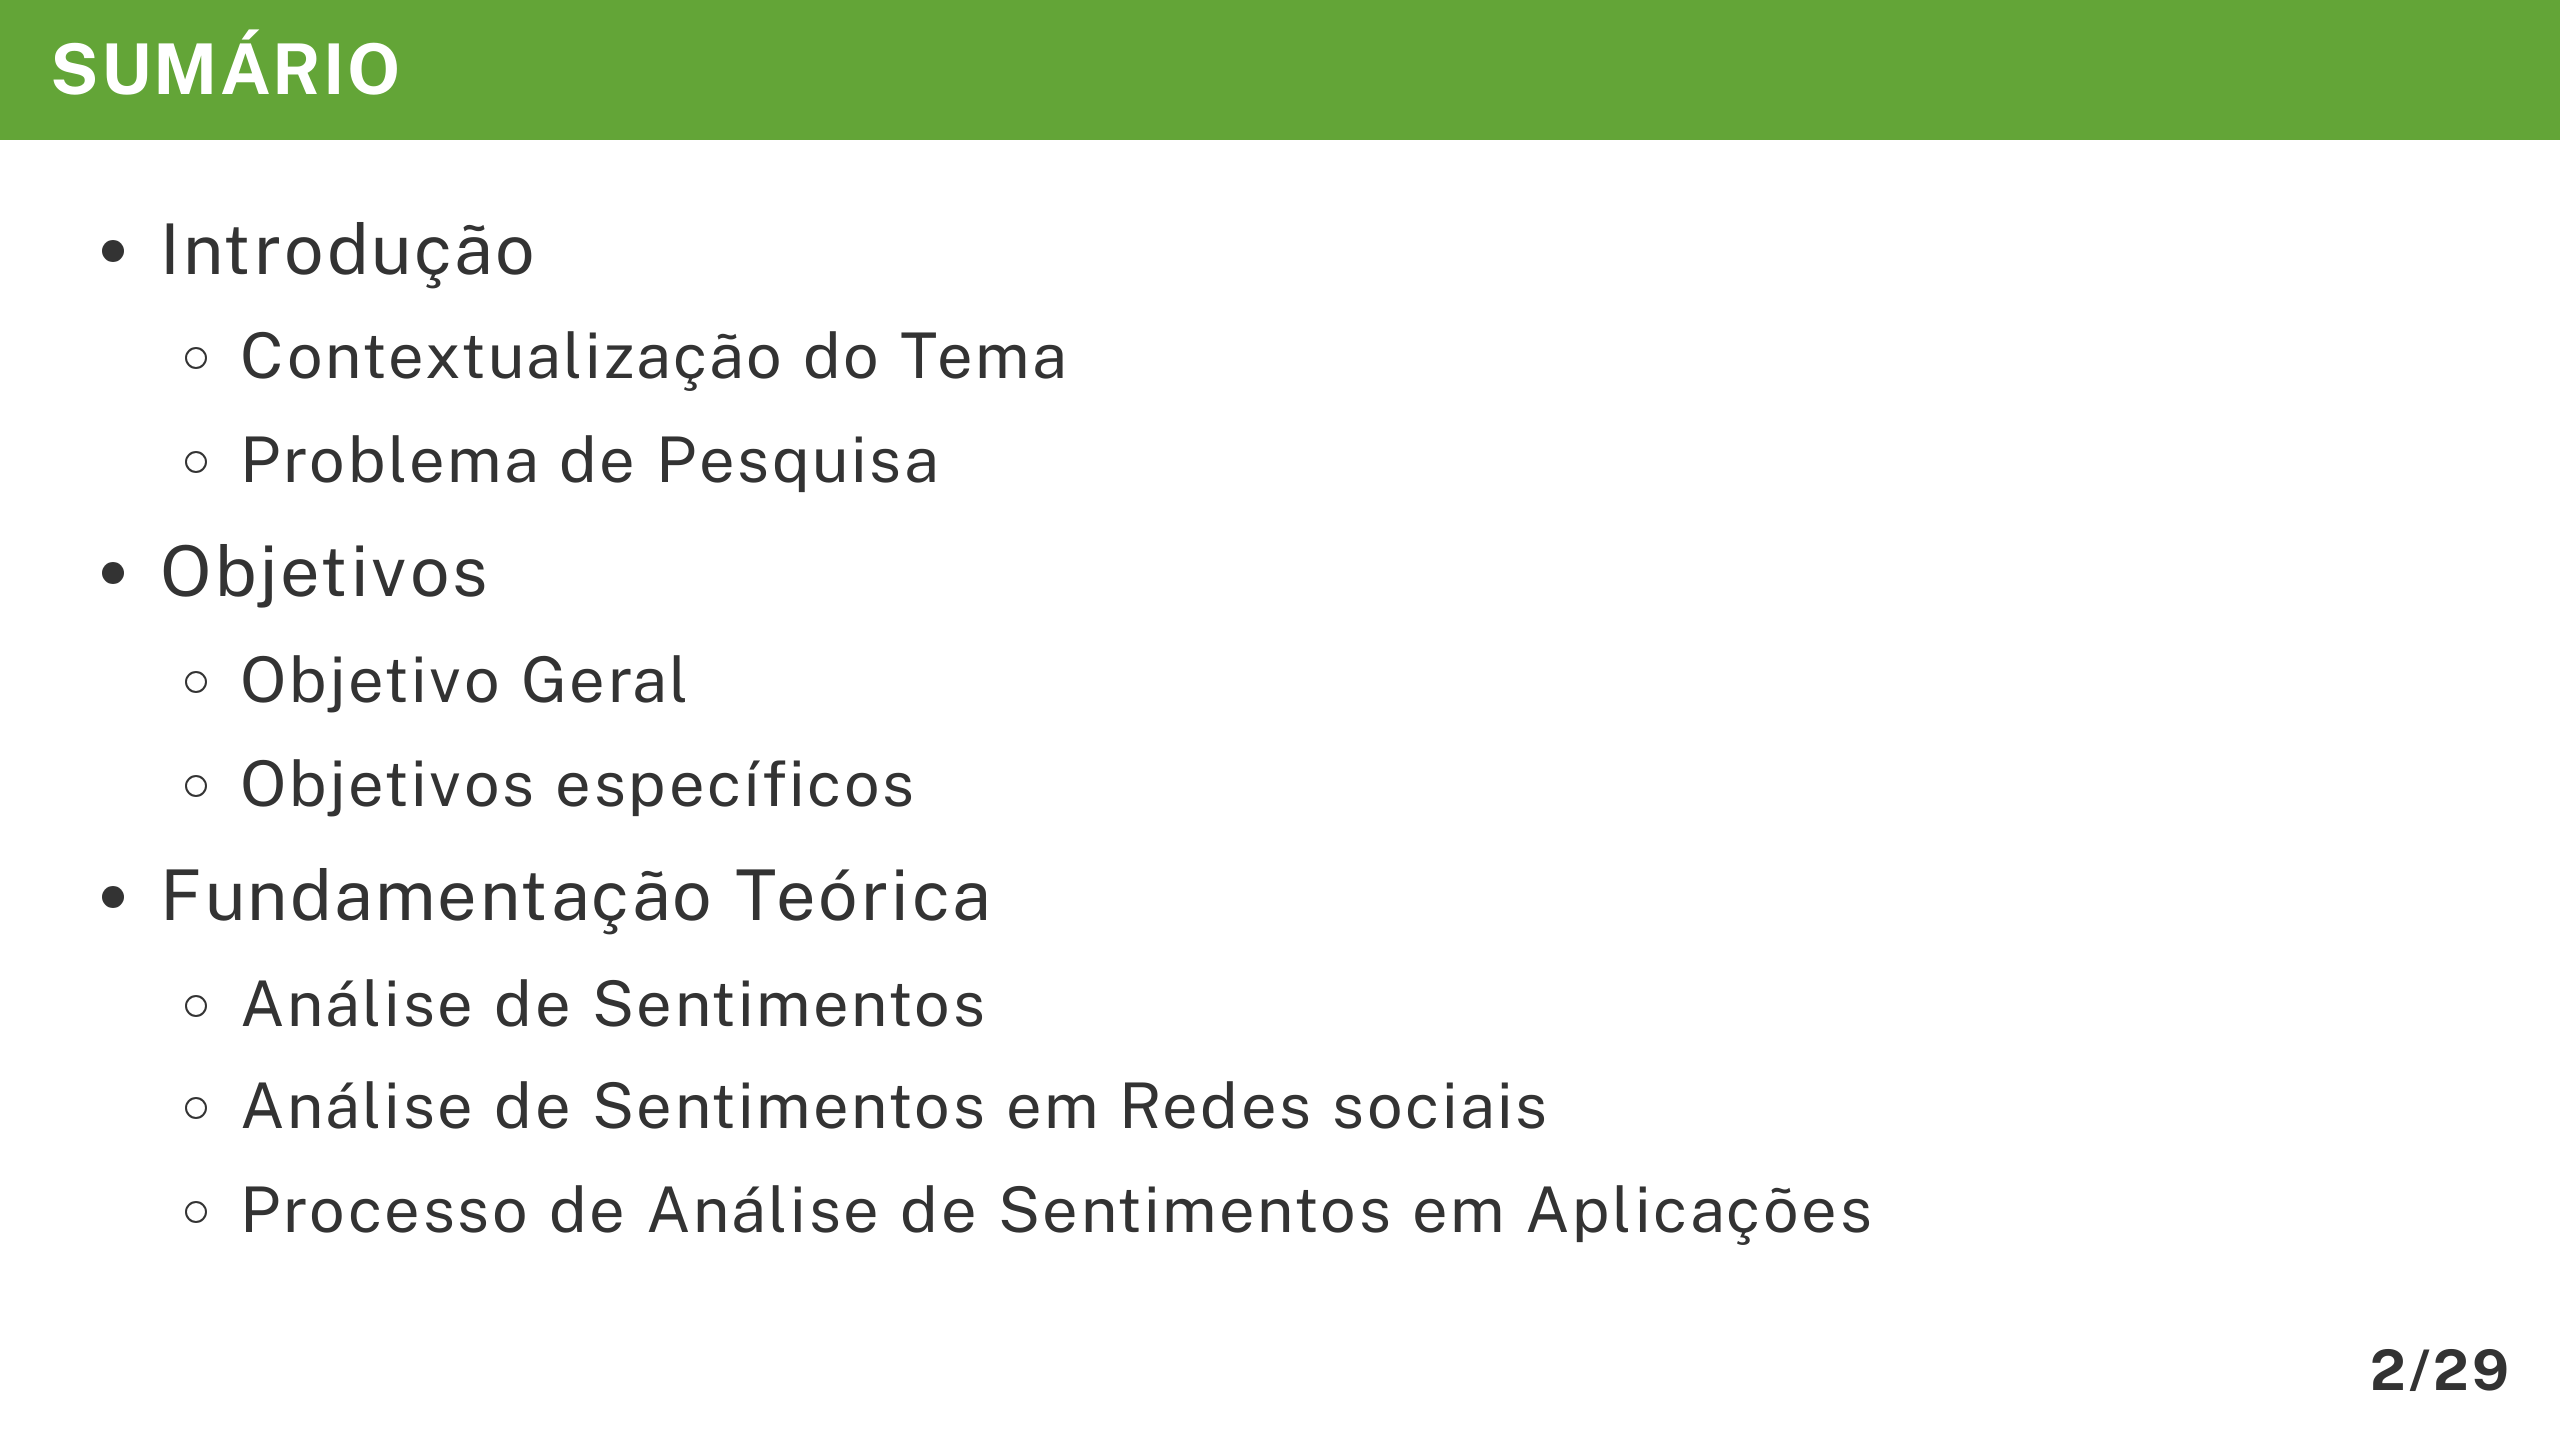 SUMÁRIO
• Introdução
◦ Contextualização do Tema
◦ Problema de Pesquisa
• Objetivos
◦ Objetivo Geral
◦ Objetivos específicos
• Fundamentação Teórica
◦ Análise de Sentimentos
◦ Análise de Sentimentos em Redes sociais
◦ Processo de Análise de Sentimentos em Aplicações
2/29